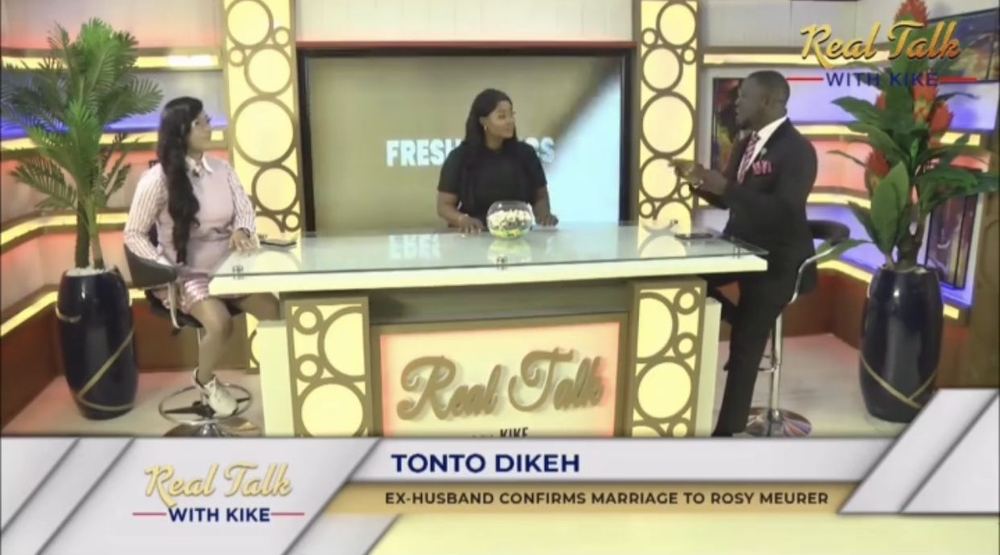 Real Talk
WITH KIKE
FRESH
Real Talk
KIKE
Real Talk
WITH KIKE
TONTO DIKEH
EX-HUSBAND CONFIRMS MARRIAGE TO ROSY MEURER